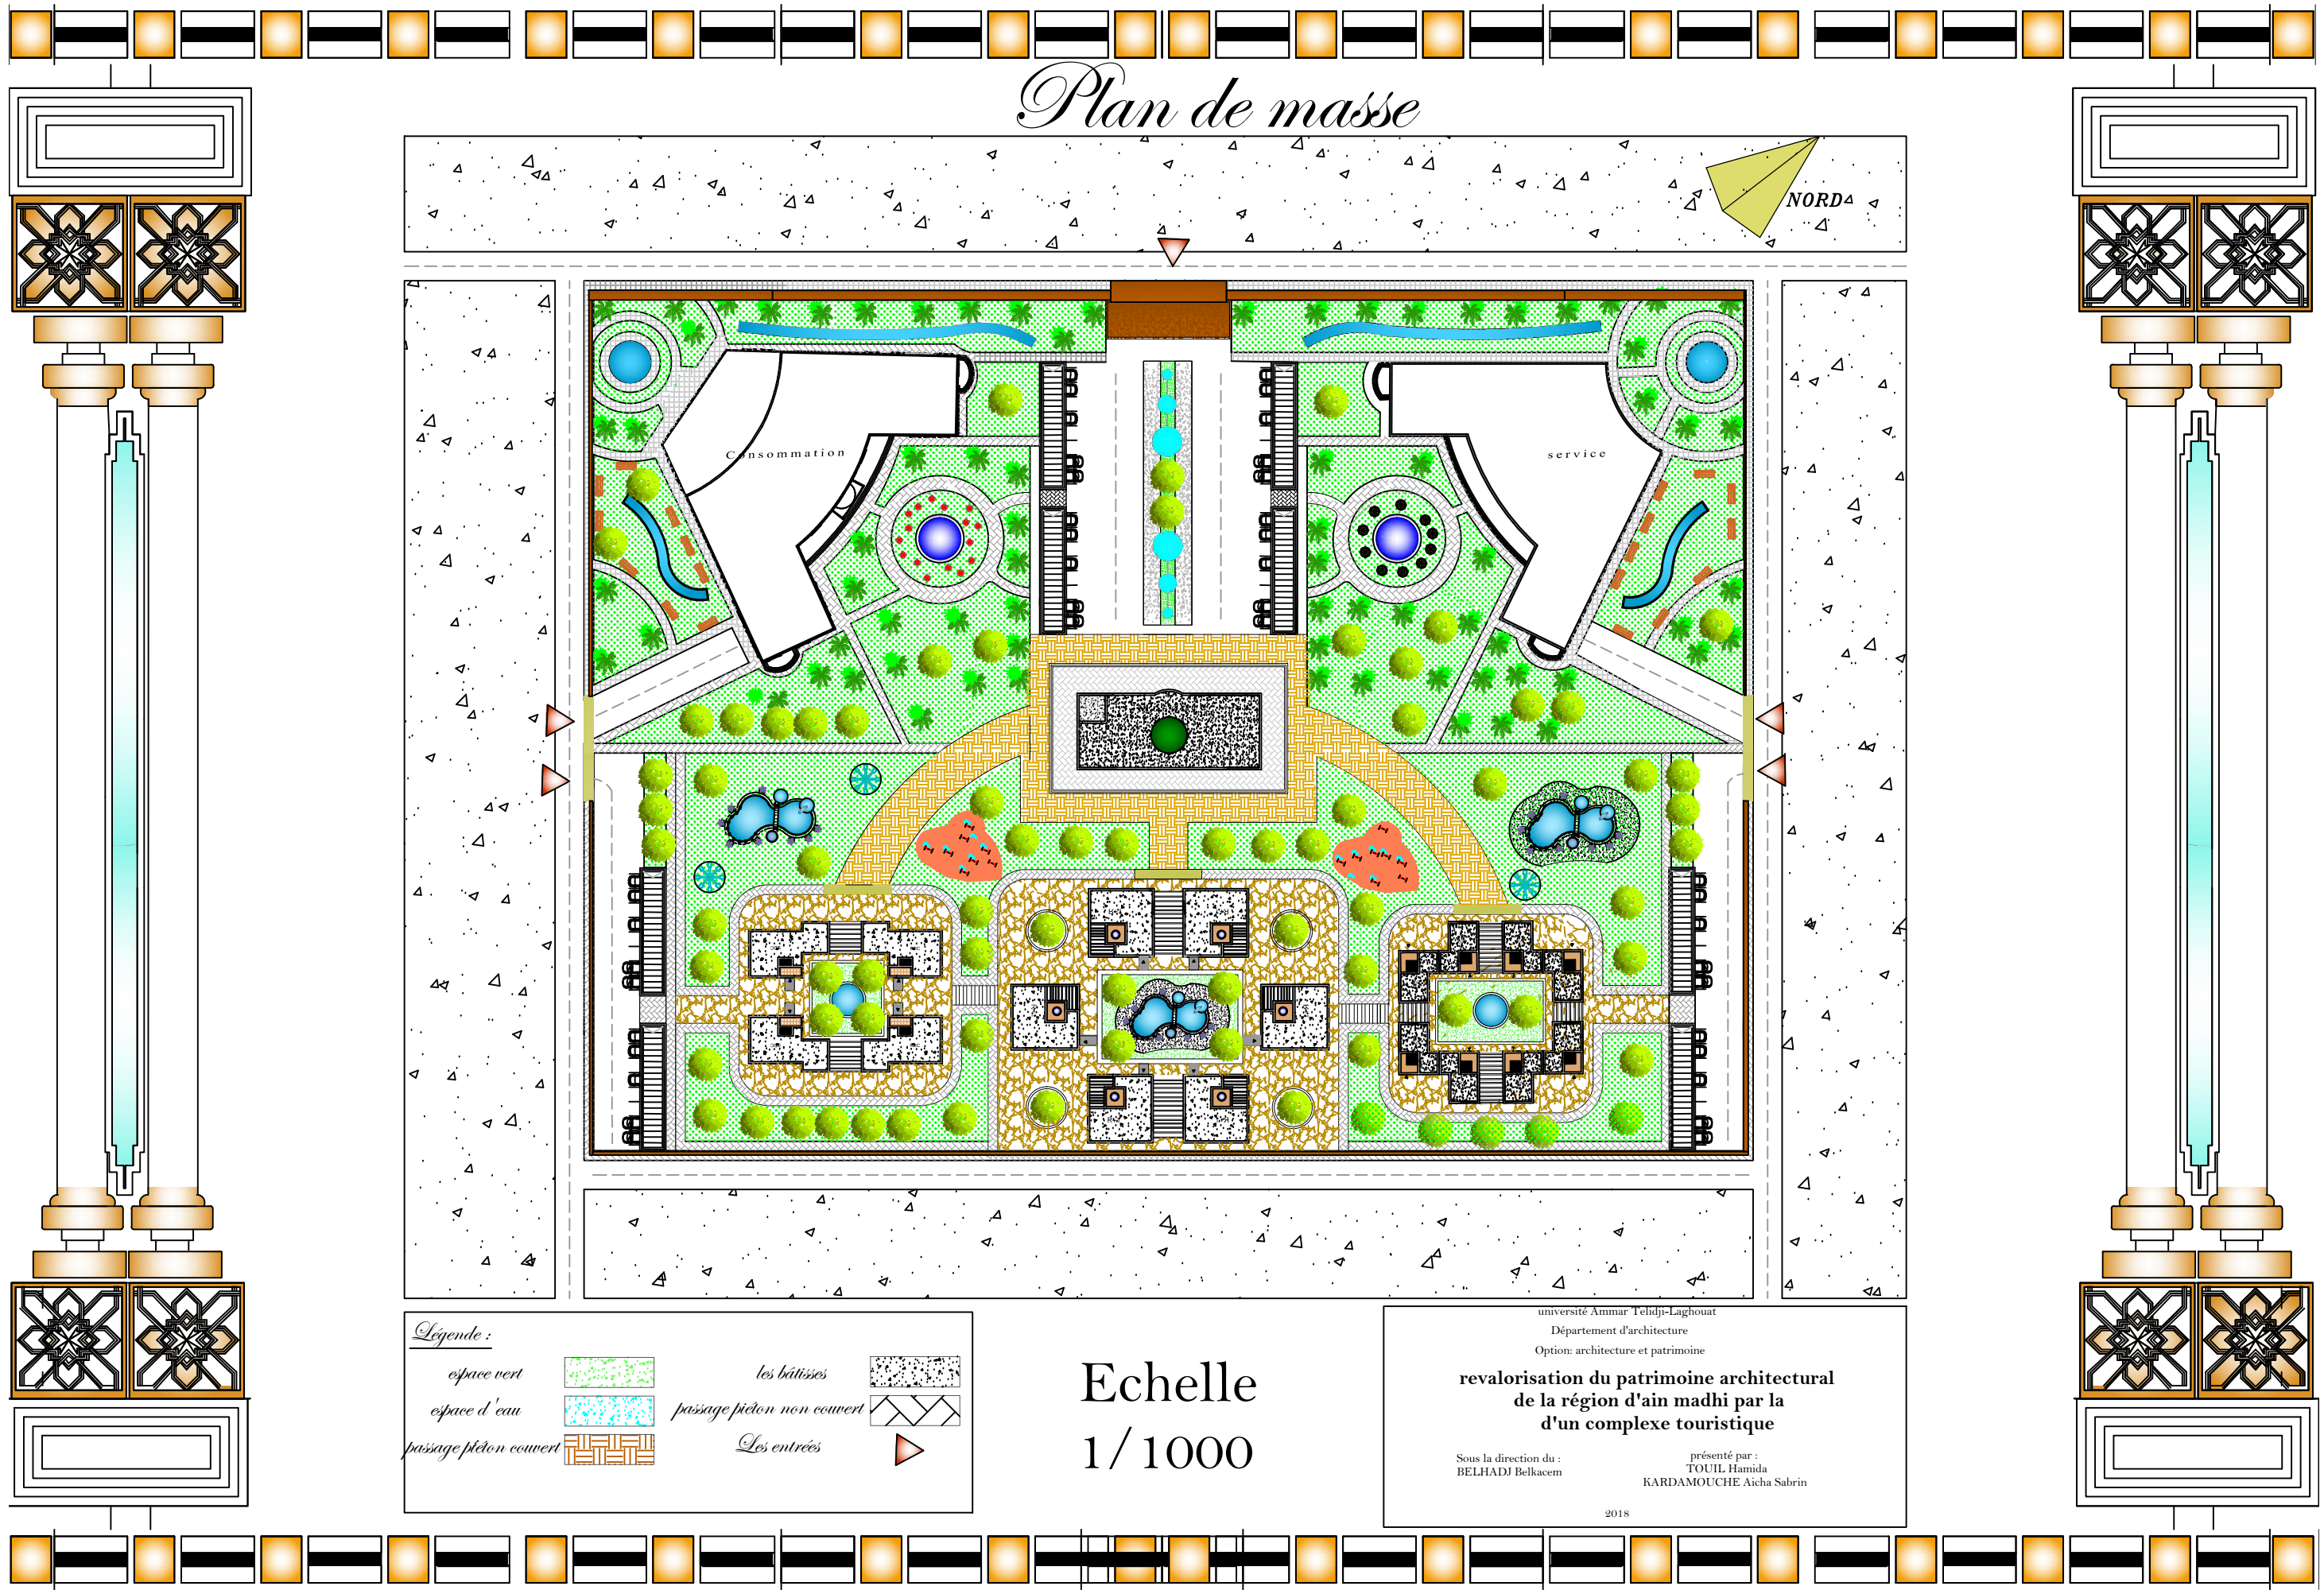 Plan de masse
NORD
Consommation
service
Légende :
espace vert
les bâtisses
espace d'eau
passage piéton non couvert
passage piéton couvert
Les entrées
Echelle
1/1000
université Ammar Telidji-Laghouat
Département d'architecture
Option: architecture et patrimoine
revalorisation du patrimoine architectural
de la région d'ain madhi par la
d'un complexe touristique
Sous la direction du :
BELHADJ Belkacem
présenté par :
TOUIL Hamida
KARDAMOUCHE Aicha Sabrin
2018